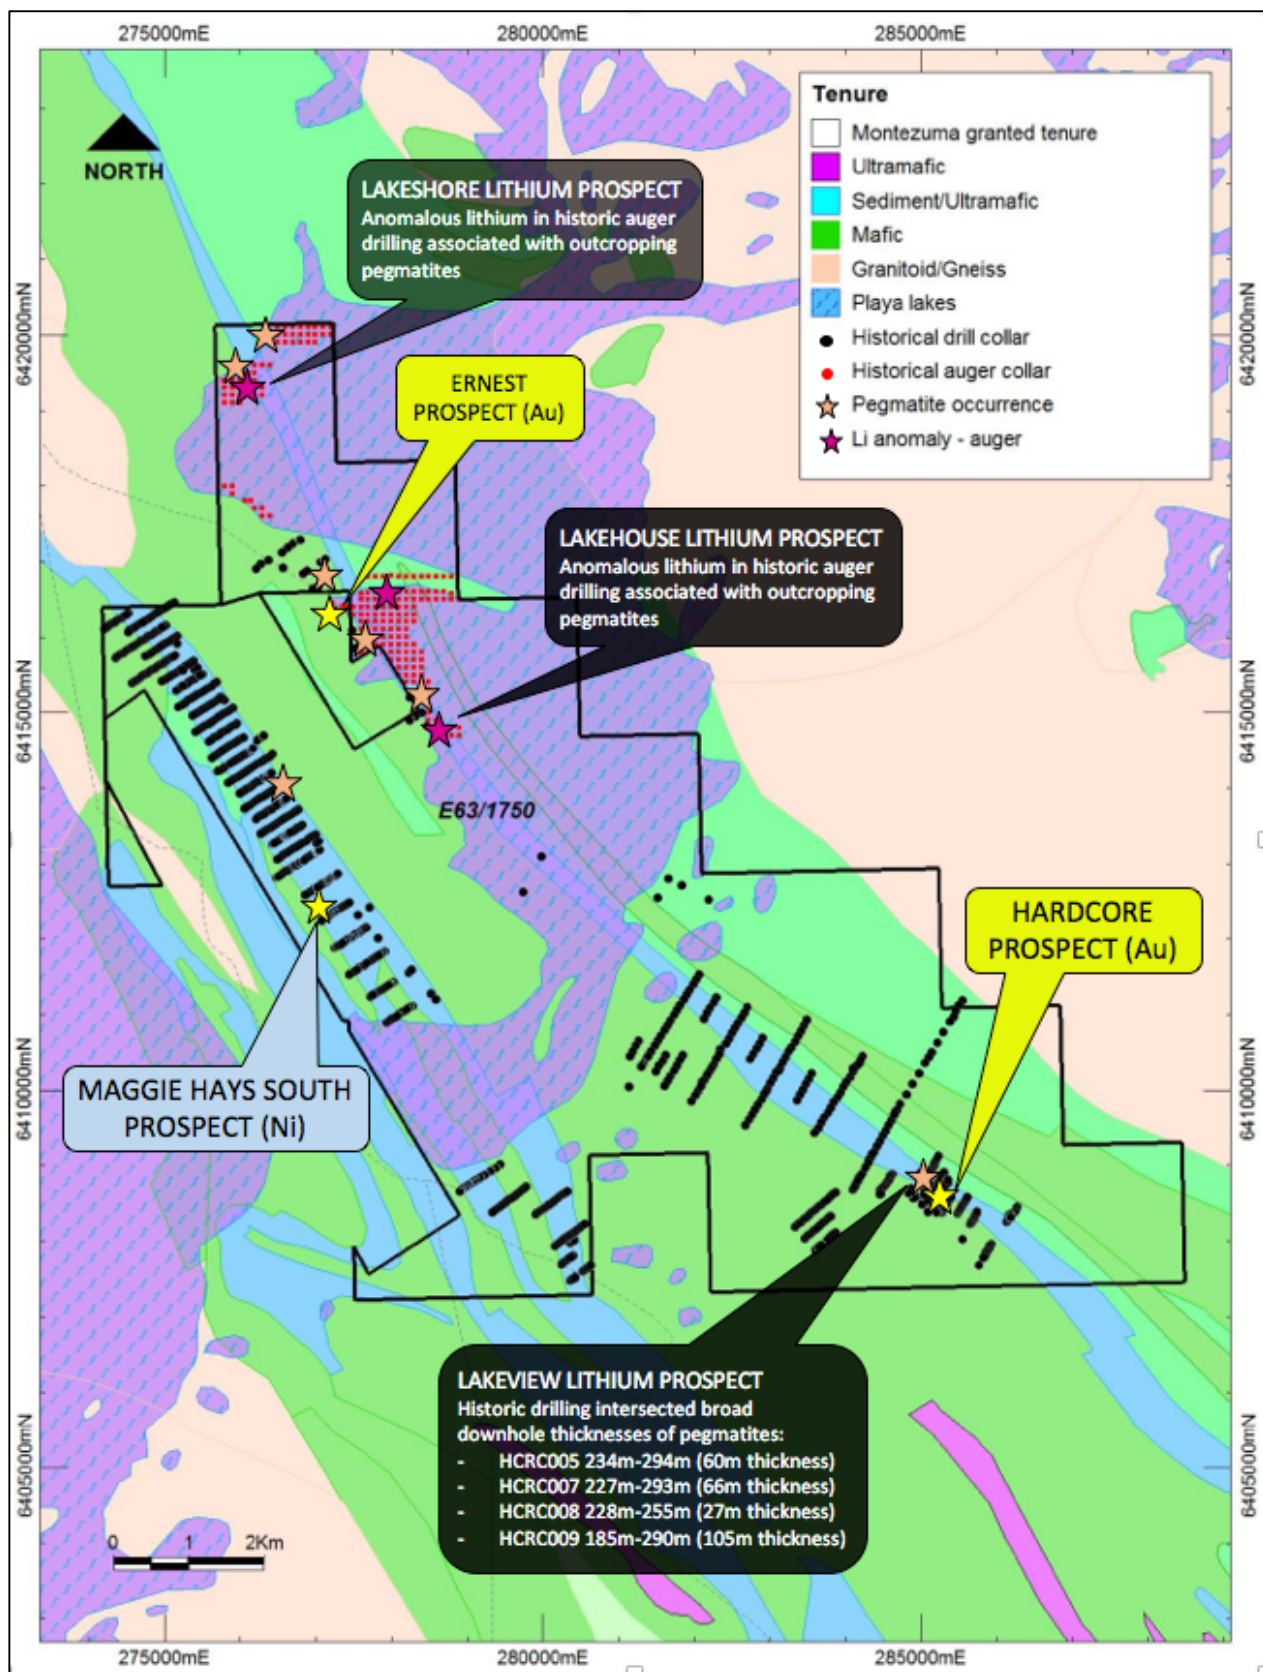 275000mE
280000mE
285000mE
NORTH
Tenure
Montezuma granted tenure
Ultramafic
Sediment/Ultramafic
Mafic
Granitoid/Gneiss
Playa lakes
Historical drill collar
Historical auger collar
Pegmatite occurrence
Li anomaly - auger
LAKESHORE LITHIUM PROSPECT
Anomalous lithium in historic auger
drilling associated with outcropping
pegmatites
6420000mN
6420000mN
ERNEST
PROSPECT (Au)
LAKEHOUSE LITHIUM PROSPECT
Anomalous lithium in historic auger
drilling associated with outcropping
pegmatites
6415000mN
6415000mN
E63/1750
HARDCORE
PROSPECT (Au)
MAGGIE HAYS SOUTH
PROSPECT (Ni)
6410000mN
6410000mN
LAKEVIEW LITHIUM PROSPECT
Historic drilling intersected broad
downhole thicknesses of pegmatites:
- HCRC005 234m-294m (60m thickness)
- HCRC007 227m-293m (66m thickness)
- HCRC008 228m-255m (27m thickness)
- HCRC009 185m-290m (105m thickness)
6405000mN
6405000mN
0 1 2Km
275000mE
280000mE
285000mE